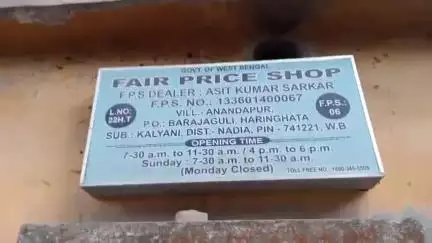 GOVT OF WEST BENGAL
FAIR PRICE SHOP
F.P.S DEALER : ASIT KUMAR SARKAR
F.P.S. NO.: 133601400067
L.NO:
22H.T
VILL.: ANANDAPUR,
F.P.S.:
06
P.O.: BARAJAGULI, HARINGHATA
SUB.: KALYANI, DIST.- NADIA, PIN - 741221, W.B
OPENING TIME
7-30 a.m. to 11-30 a.m. / 4 p.m. to 6 p.m.
Sunday : 7-30 a.m. to 11-30 a.m.
(Monday Closed)
TOLL FREE NO.